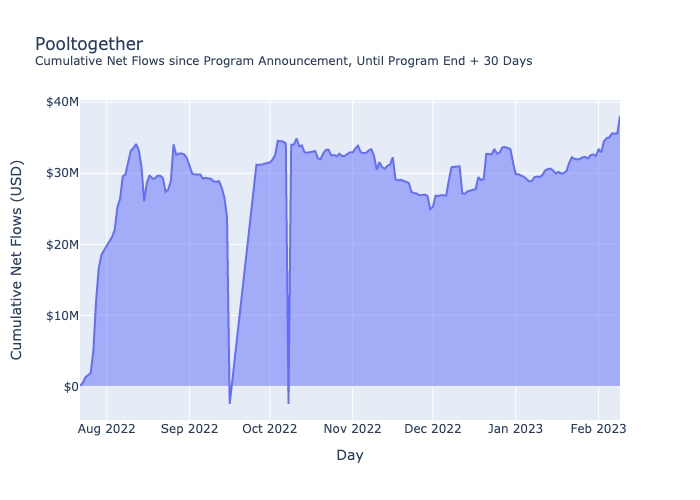 Pooltogether
Cumulative Net Flows since Program Announcement, Until Program End + 30 Days
Cumulative Net Flows (USD)
$40M
$30M
$20M
$10M
$0
Aug 2022 Sep 2022 Oct 2022 Nov 2022 Dec 2022 Jan 2023 Feb 2023
Day